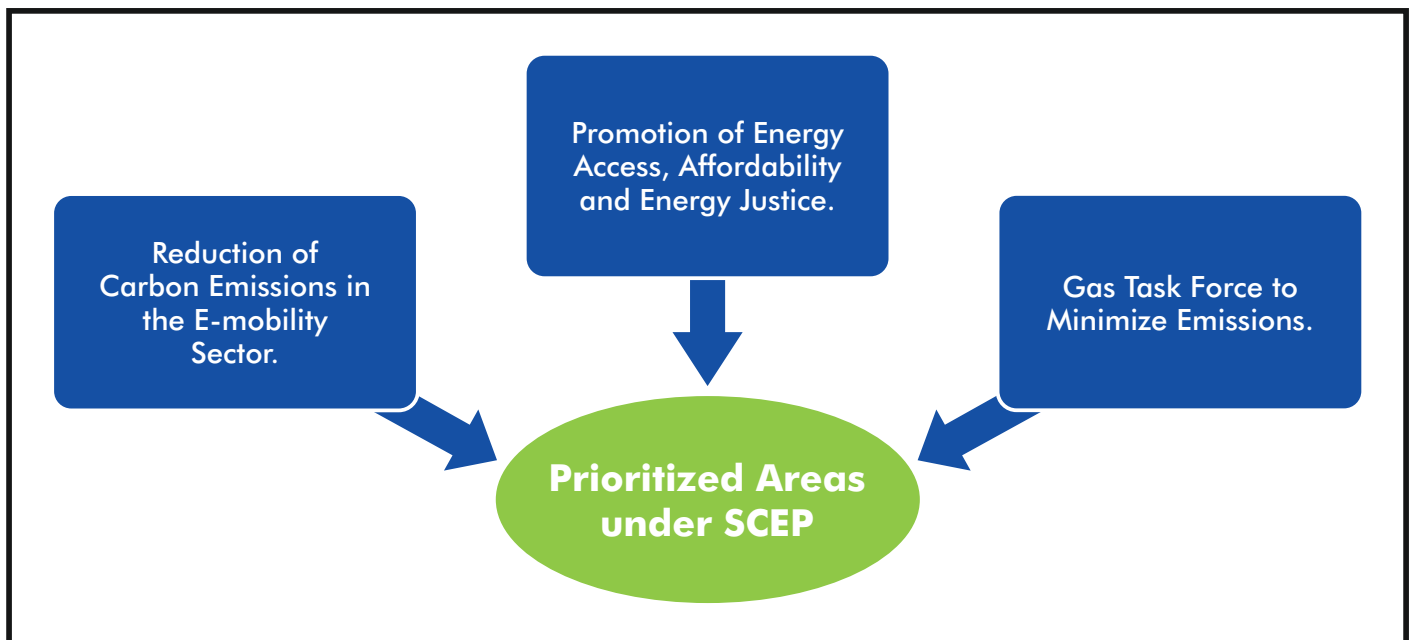 Promotion of Energy
Access, Affordability
and Energy Justice.
Reduction of
Carbon Emissions in
the E-mobility
Sector.
Gas Task Force to
Minimize Emissions.
Prioritized Areas
under SCEP